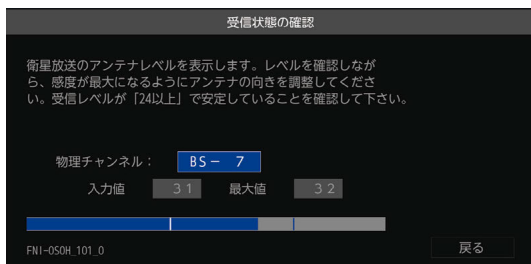 受信状態の確認
衛星放送のアンテナレベルを表示します。レベルを確認しなが
ら、感度が最大になるようにアンテナの向きを調整してくださ
い。受信レベルが「24以上」で安定していることを確認して下さい。
物理チャンネル： BS－ 7
入力値 31 最大値 32
FNI-OSOH_101_0 戻る